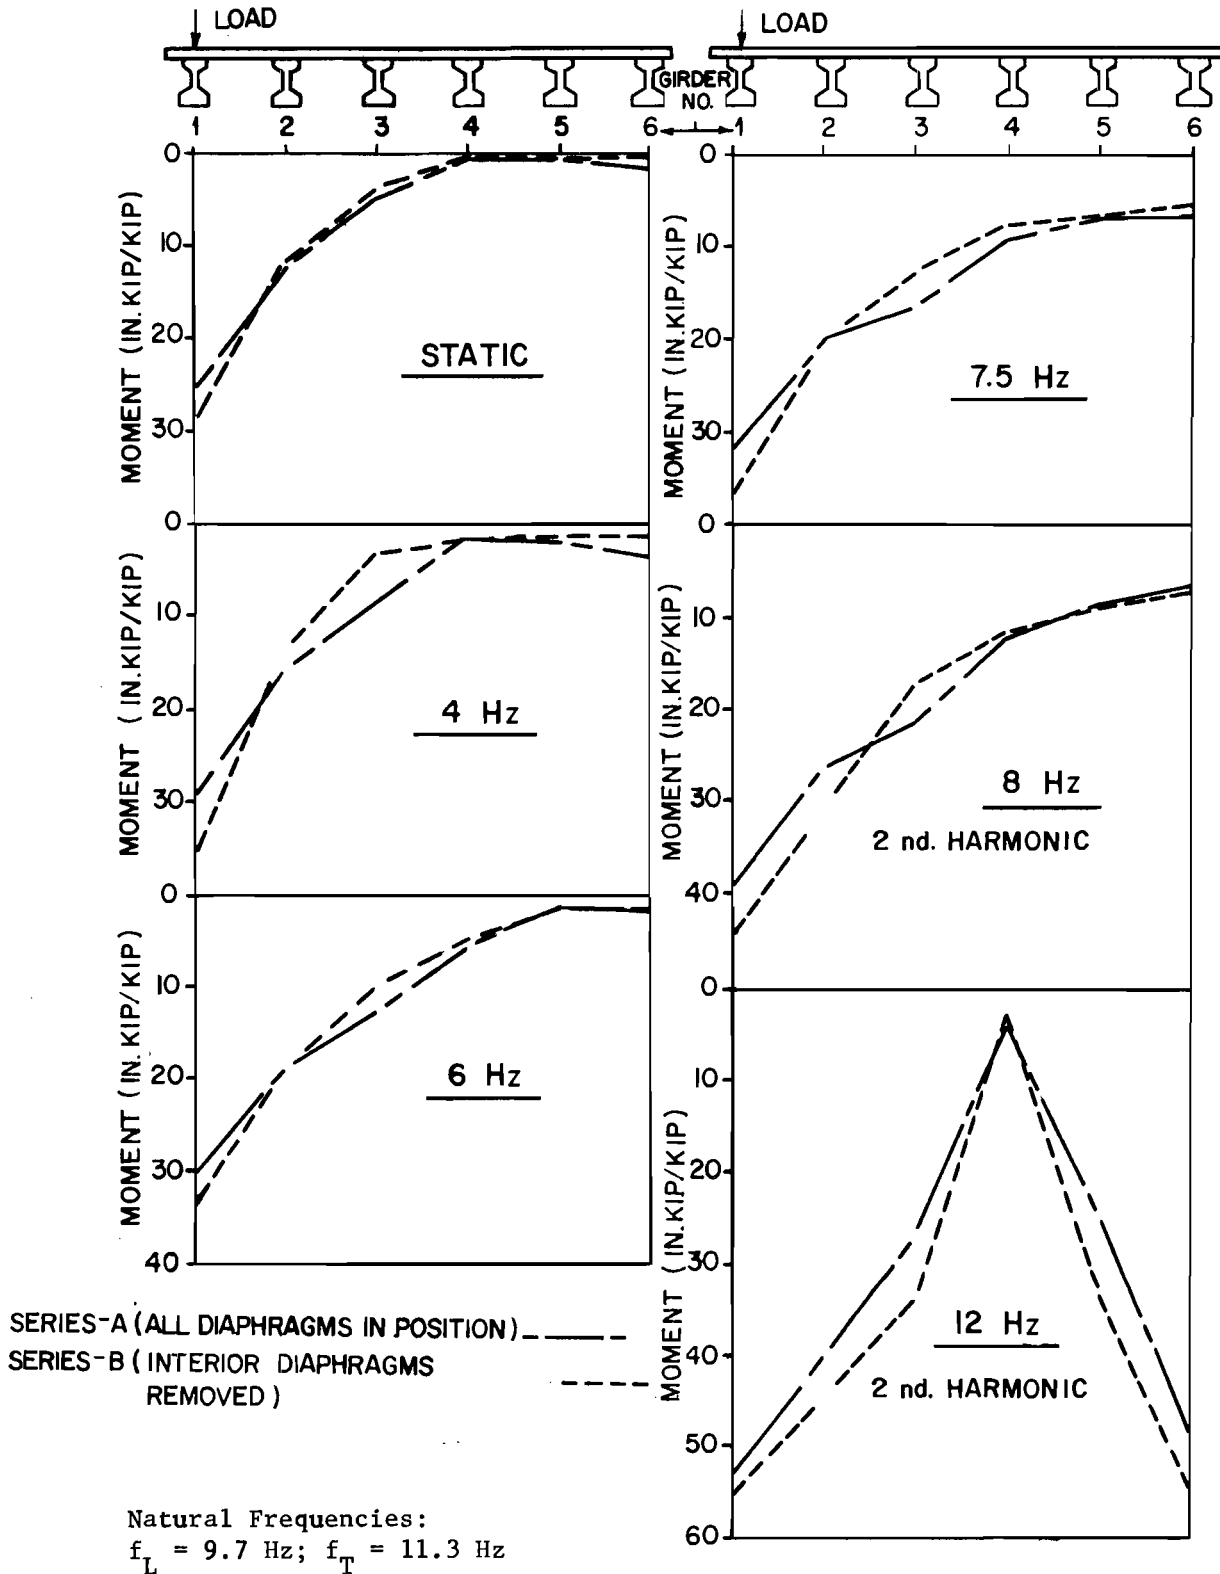 LOAD
LOAD
GIRDER
NO.
1 2 3 4 5 6
1 2 3 4 5 6
0
10
20
30
MOMENT (IN.KIP/KIP)
STATIC
0
10
20
30
MOMENT (IN.KIP/KIP)
7.5 Hz
0
10
20
30
MOMENT (IN.KIP/KIP)
4 Hz
0
10
20
30
40
MOMENT (IN.KIP/KIP)
8 Hz
2 nd. HARMONIC
0
10
20
30
40
MOMENT (IN.KIP/KIP)
6 Hz
0
10
20
30
40
50
60
MOMENT (IN.KIP/KIP)
12 Hz
2 nd. HARMONIC
SERIES-A (ALL DIAPHRAGMS IN POSITION)
SERIES-B (INTERIOR DIAPHRAGMS
REMOVED)
Natural Frequencies:
f_L = 9.7 Hz; f_T = 11.3 Hz